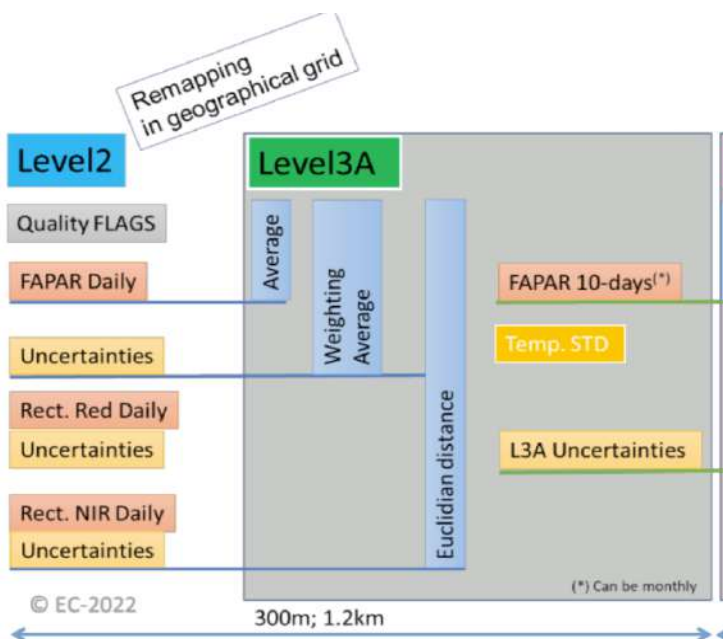 Remapping
in geographical grid
Level2
Level3A
Quality FLAGS
FAPAR Daily
Uncertainties
Rect. Red Daily
Uncertainties
Rect. NIR Daily
Uncertainties
Average
Weighting
Average
Euclidian distance
FAPAR 10-days(*)
Temp. STD
L3A Uncertainties
(*) Can be monthly
© EC-2022
300m; 1.2km